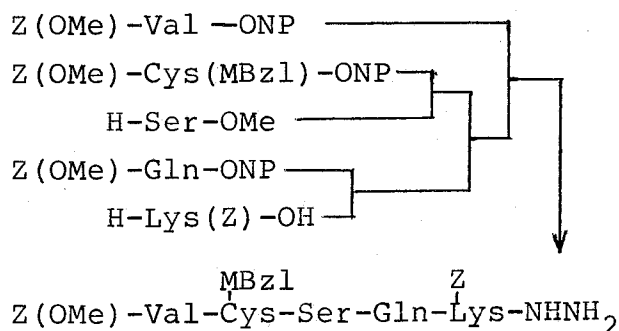 Z(OMe)-Val -ONP
Z(OMe)-Cys(MBzl)-ONP
H-Ser-OMe
Z(OMe)-Gln-ONP
H-Lys(Z)-OH
MBzl Z
Z(OMe)-Val-Cys-Ser-Gln-Lys-NHNH₂